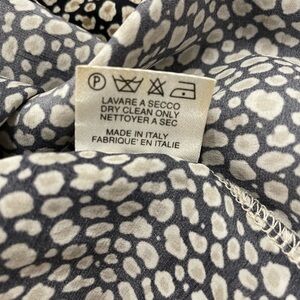 P
LAVARE A SECCO
DRY CLEAN ONLY
NETTOYER A SEC
MADE IN ITALY
FABRIQUE' EN ITALIE